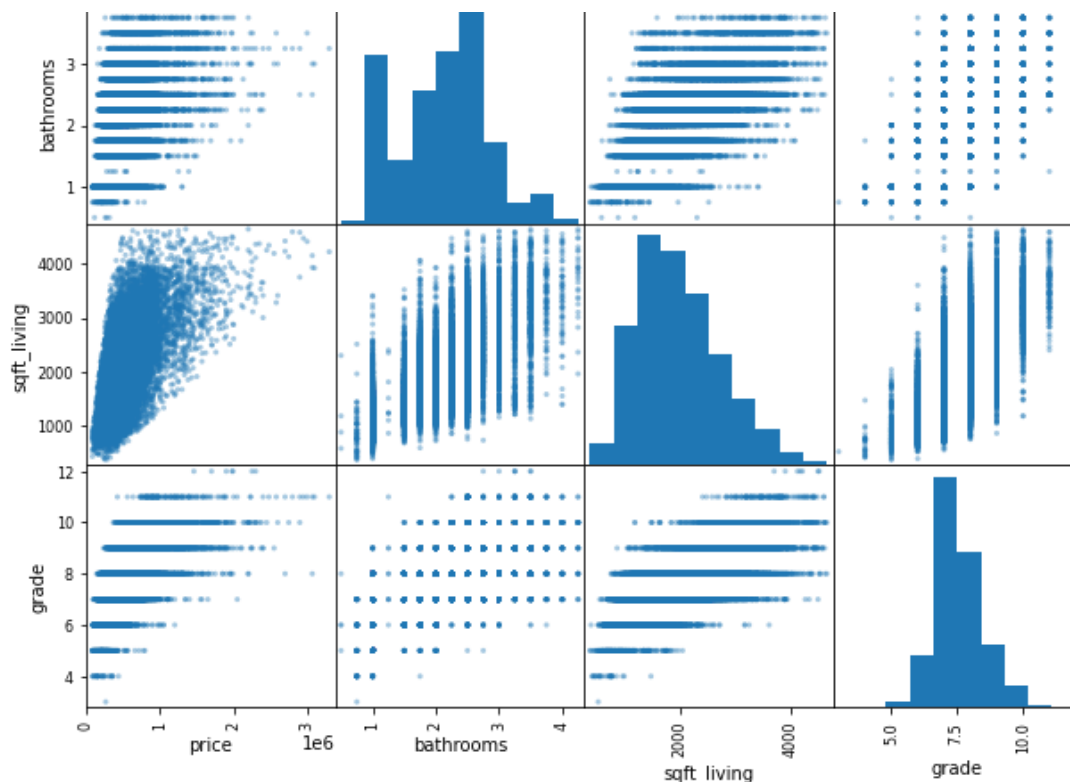 3
2
1
bathrooms
4000
3000
2000
1000
sqft_living
12
10
8
6
4
grade
0 1 2 3 1 2 3 4 2000 4000 5.0 7.5 10.0
1e6
price bathrooms sqft_living grade